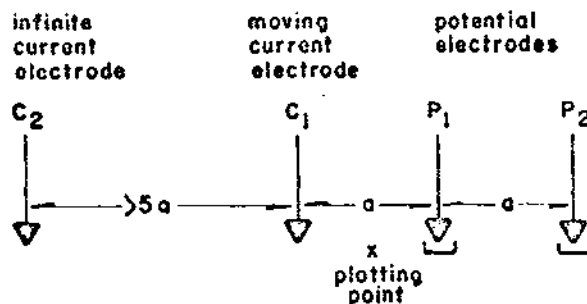 infinite
current
electrode
moving
current
electrode
potential
electrodes
C2
C1
P1
P2
>5a
a
a
x
plotting
point